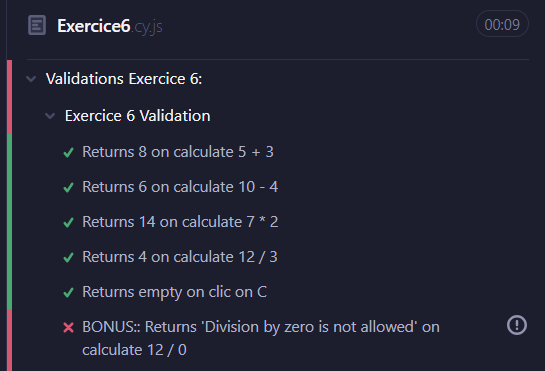 Exercice6.cy.js
00:09
Validations Exercice 6:
Exercice 6 Validation
Returns 8 on calculate 5 + 3
Returns 6 on calculate 10 - 4
Returns 14 on calculate 7 * 2
Returns 4 on calculate 12 / 3
Returns empty on clic on C
BONUS:: Returns 'Division by zero is not allowed' on
calculate 12 / 0